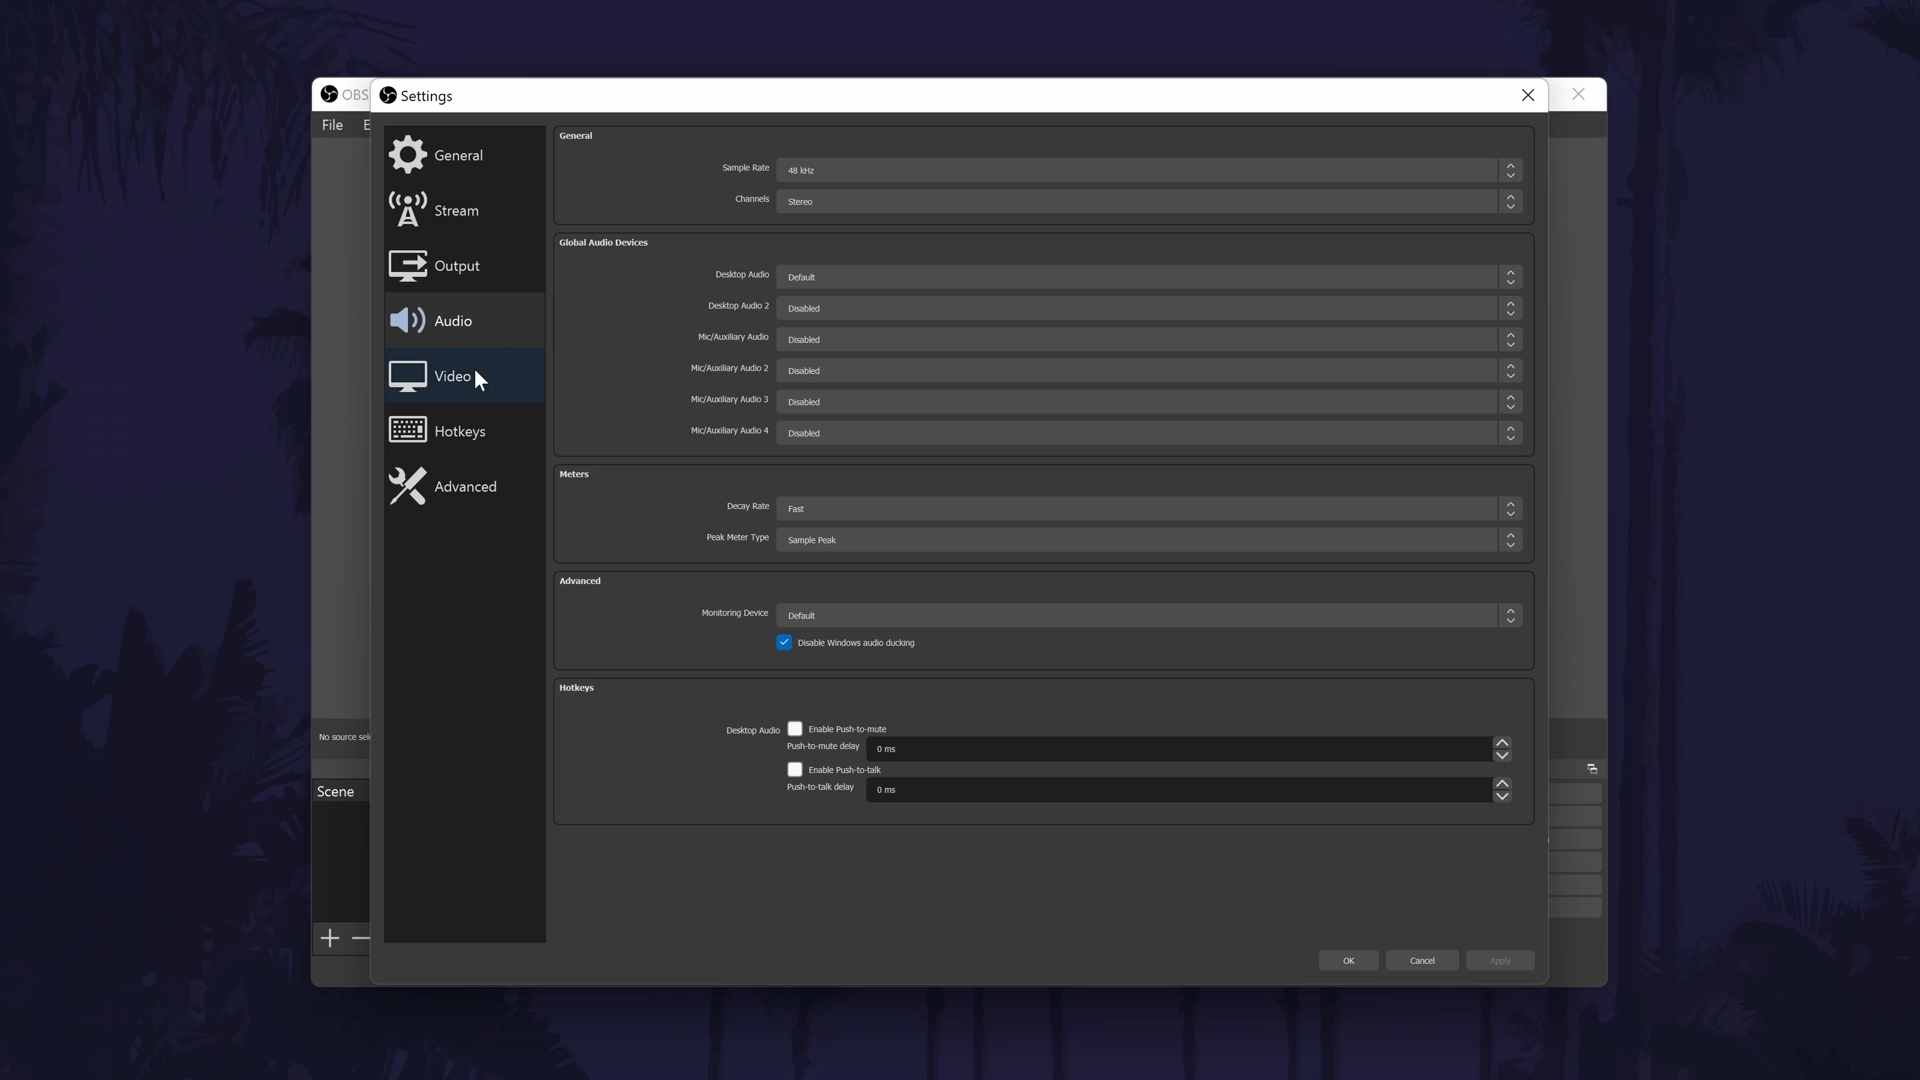 OBS
Settings
File
General
Stream
Output
Audio
Video
Hotkeys
Advanced
General
Sample Rate 48 kHz
Channels Stereo
Global Audio Devices
Desktop Audio Default
Desktop Audio 2 Disabled
Mic/Auxiliary Audio Disabled
Mic/Auxiliary Audio 2 Disabled
Mic/Auxiliary Audio 3 Disabled
Mic/Auxiliary Audio 4 Disabled
Meters
Decay Rate Fast
Peak Meter Type Sample Peak
Advanced
Monitoring Device Default
Disable Windows audio ducking
Hotkeys
Desktop Audio Enable Push-to-mute
Push-to-mute delay 0 ms
Enable Push-to-talk
Push-to-talk delay 0 ms
No source
Scene
OK Cancel Apply